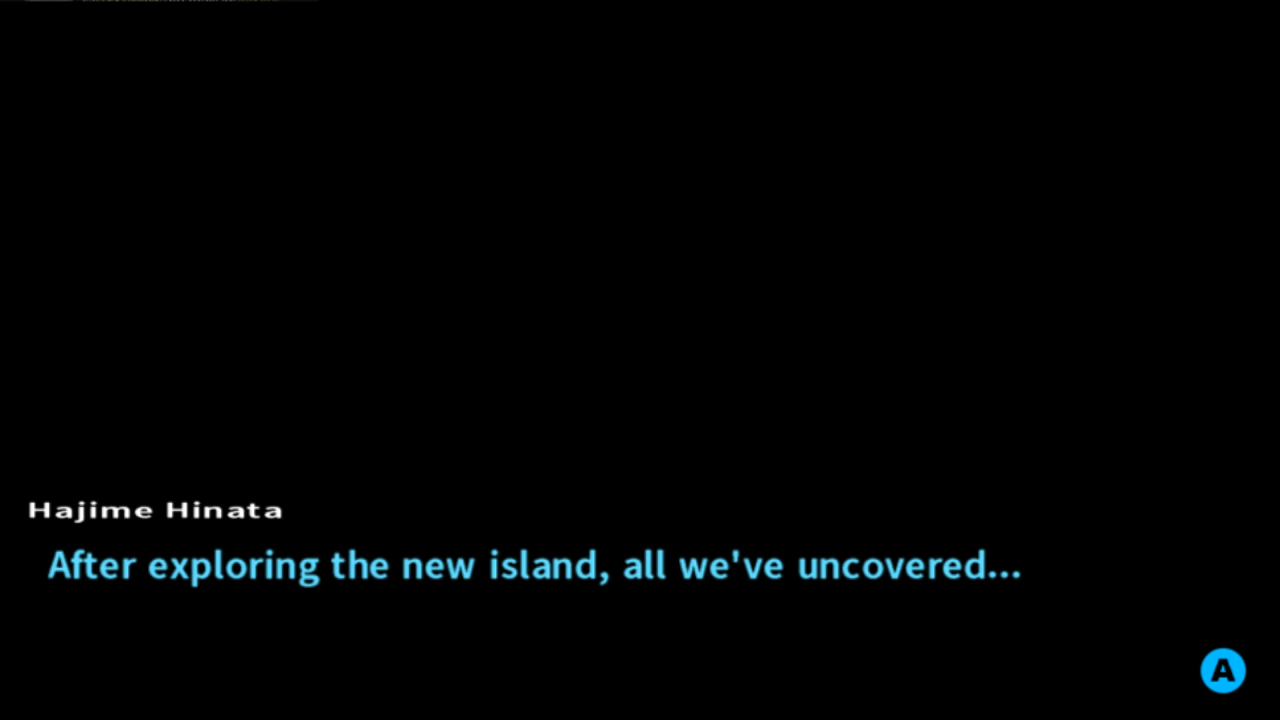 Hajime Hinata
After exploring the new island, all we've uncovered...
A